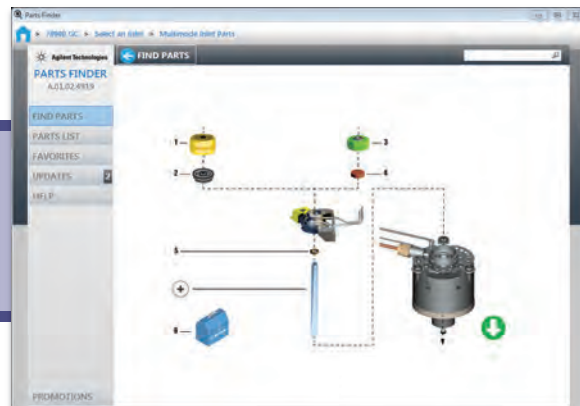 Parts Finder
7890B GC Select an Inlet Multimode Inlet Parts
Agilent Technologies
FIND PARTS
PARTS FINDER
A.01.02.4919
FIND PARTS
PARTS LIST
FAVORITES
UPDATES 2
HELP
1
2
3
4
5
6
PROMOTIONS